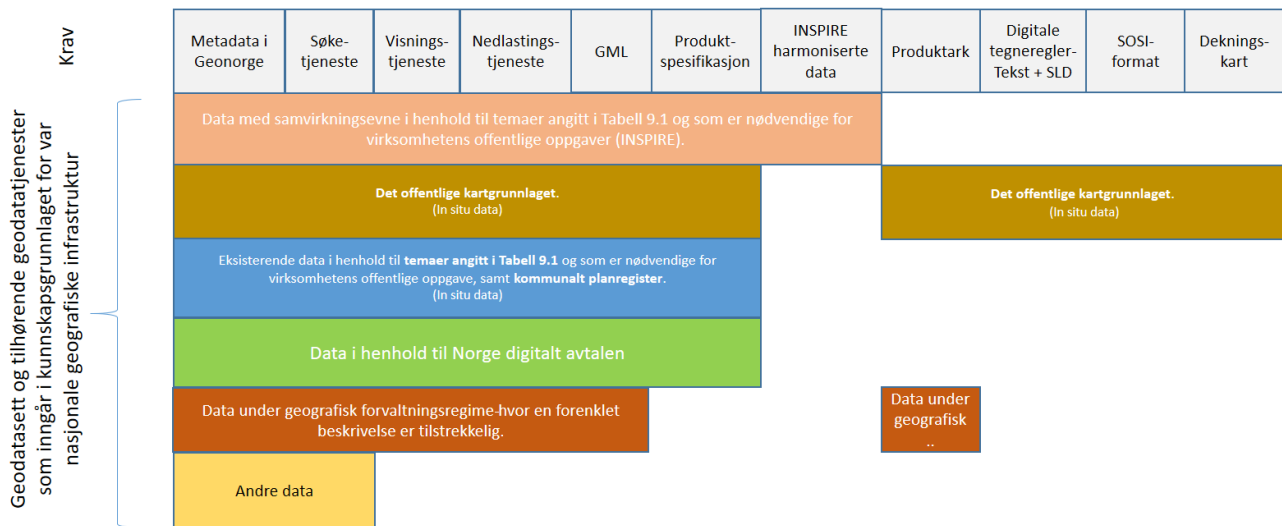 Krav
Metadata i
Geonorge
Søke-
tjeneste
Visnings-
tjeneste
Nedlastings-
tjeneste
GML
Produkt-
spesifikasjon
INSPIRE
harmoniserte
data
Produktark
Digitale
tegneregler-
Tekst + SLD
SOSI-
format
Deknings-
kart
Geodatasett og tilhørende geodatatjenester
som inngår i kunnskapsgrunnlaget for var
nasjonale geografiske infrastruktur
Data med samvirkningsevne i henhold til temaer angitt i Tabell 9.1 og som er nødvendige for
virksomhetens offentlige oppgaver (INSPIRE).
Det offentlige kartgrunnlaget.
(In situ data)
Det offentlige kartgrunnlaget.
(In situ data)
Eksisterende data i henhold til temaer angitt i Tabell 9.1 og som er nødvendige for
virksomhetens offentlige oppgave, samt kommunalt planregister.
(In situ data)
Data i henhold til Norge digitalt avtalen
Data under geografisk forvaltningsregime-hvor en forenklet
beskrivelse er tilstrekkelig.
Data under
geografisk
..
Andre data